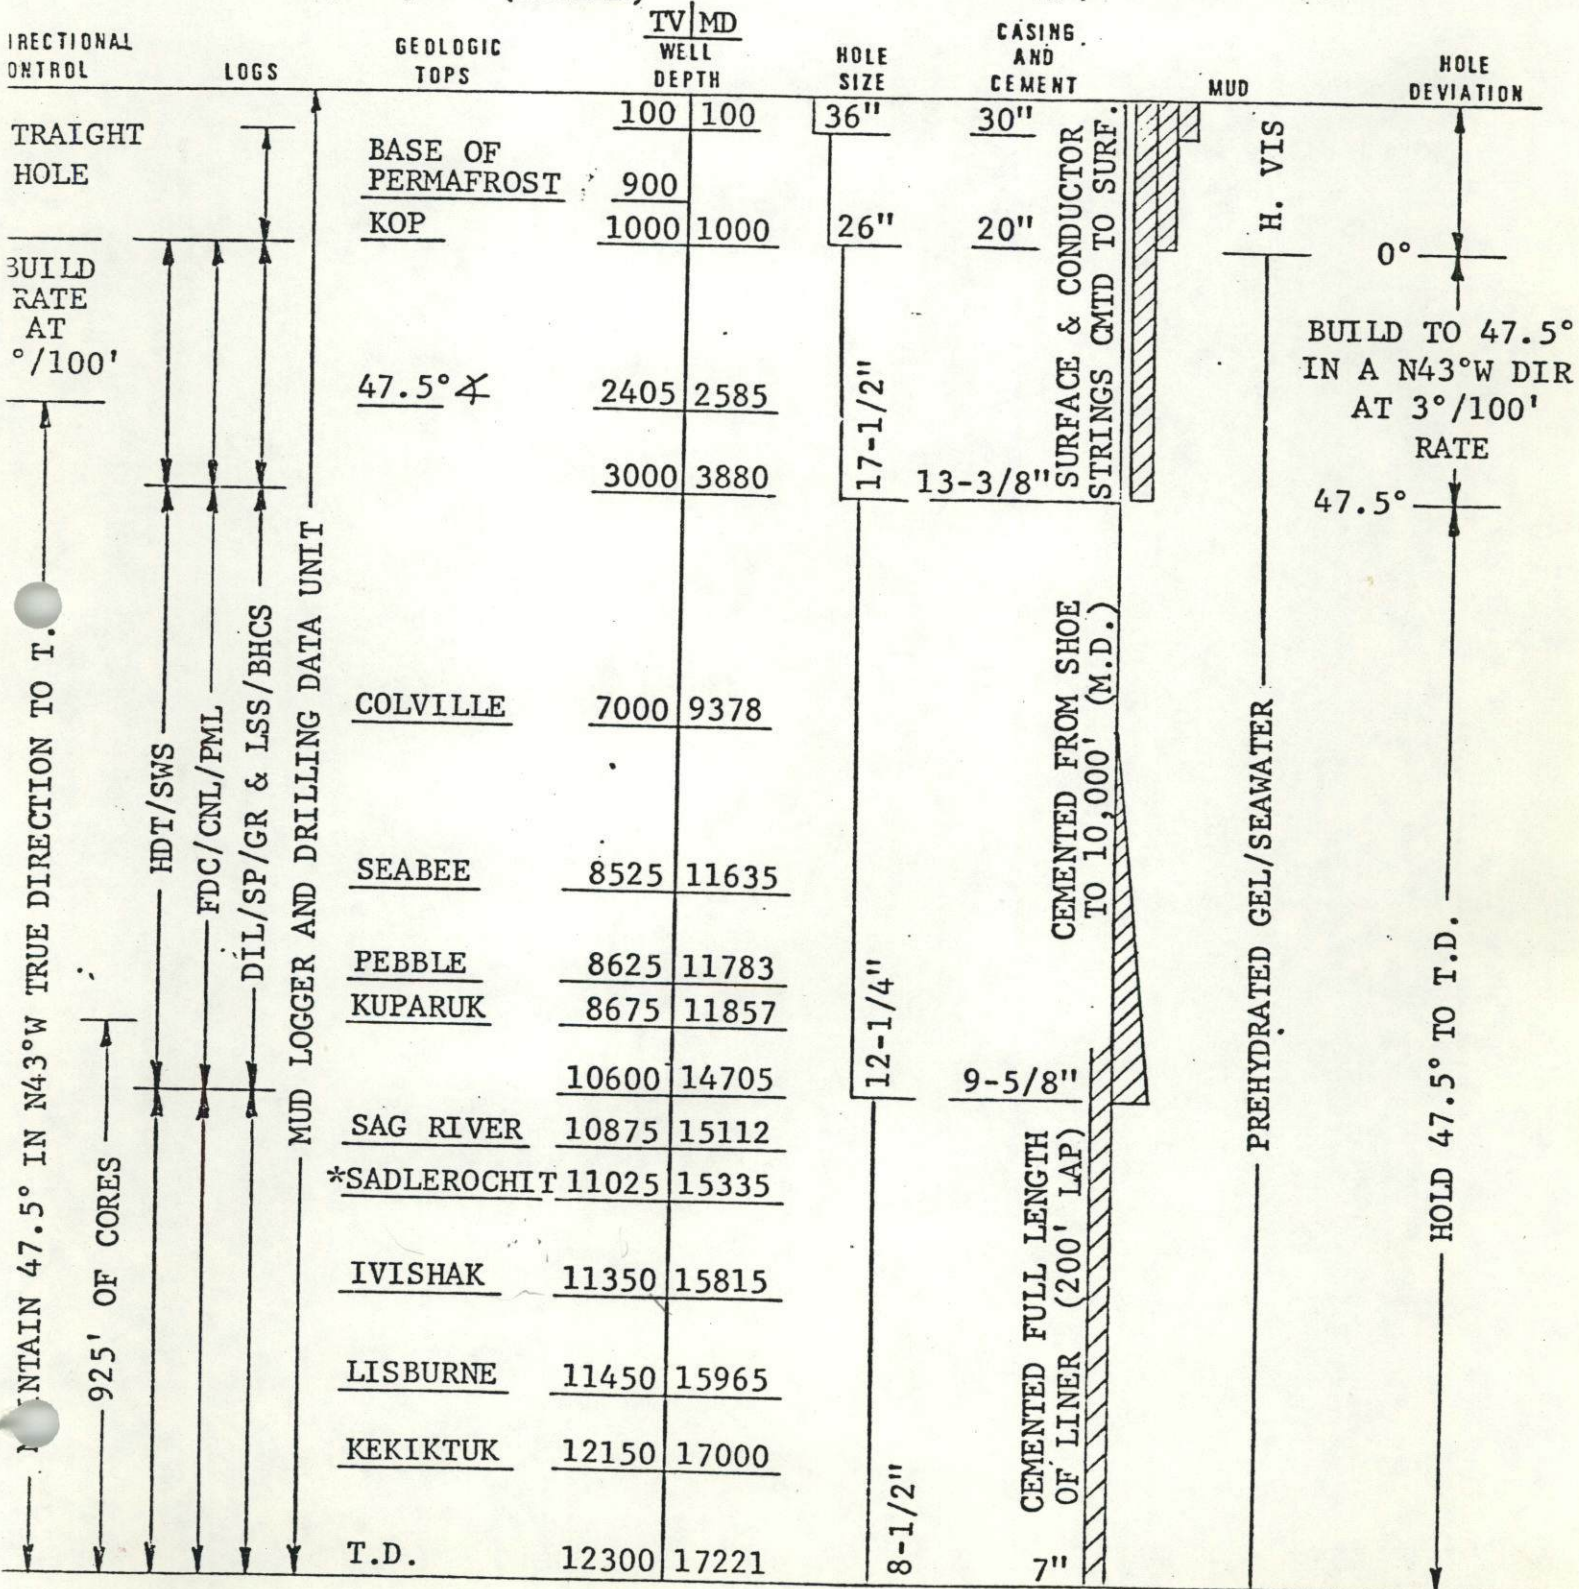 TV MD
IRECTIONAL
ONTROL
LOGS
GEOLOGIC
TOPS
WELL
DEPTH
HOLE
SIZE
CASING
AND
CEMENT
MUD
HOLE
DEVIATION
TRAIGHT
HOLE
100 100
36"
30"
BASE OF
PERMAFROST 900
KOP 1000 1000
26"
20"
H. VIS
SURFACE & CONDUCTOR
STRINGS CMTD TO SURF.
0°
BUILD
RATE
AT
°/100'
BUILD TO 47.5°
IN A N43°W DIR
AT 3°/100'
RATE
47.5°∡ 2405 2585
17-1/2"
3000 3880
13-3/8"
47.5°
MUD LOGGER AND DRILLING DATA UNIT
COLVILLE 7000 9378
CEMENTED FROM SHOE
TO 10,000' (M.D.)
NTAIN 47.5° IN N43°W TRUE DIRECTION TO T.
HDT/SWS
FDC/CNL/PML
DIL/SP/GR & LSS/BHCS
SEABEE 8525 11635
PEBBLE 8625 11783
KUPARUK 8675 11857
12-1/4"
PREHYDRATED GEL/SEAWATER
HOLD 47.5° TO T.D.
10600 14705
9-5/8"
SAG RIVER 10875 15112
*SADLEROCHIT 11025 15335
925' OF CORES
IVISHAK 11350 15815
CEMENTED FULL LENGTH
OF LINER (200' LAP)
LISBURNE 11450 15965
KEKIKTUK 12150 17000
8-1/2"
T.D. 12300 17221
7"